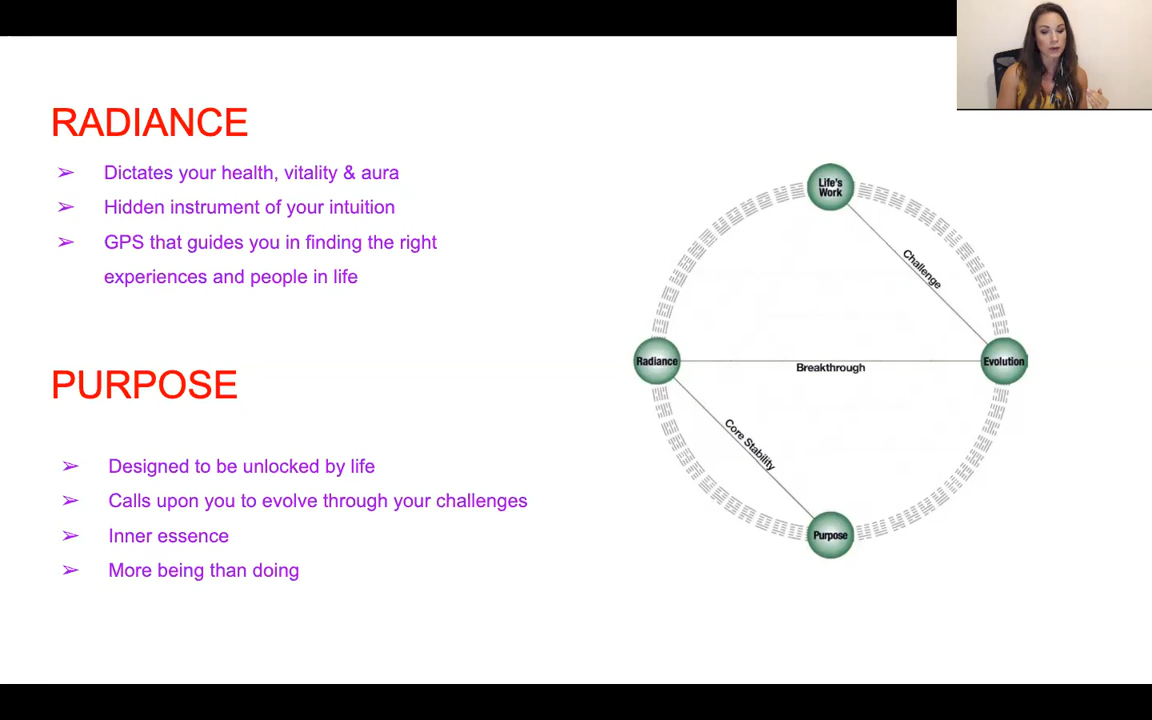 RADIANCE
➢ Dictates your health, vitality & aura
➢ Hidden instrument of your intuition
➢ GPS that guides you in finding the right
experiences and people in life
PURPOSE
➢ Designed to be unlocked by life
➢ Calls upon you to evolve through your challenges
➢ Inner essence
➢ More being than doing
Life's
Work
Challenge
Radiance
Evolution
Breakthrough
Core Stability
Purpose